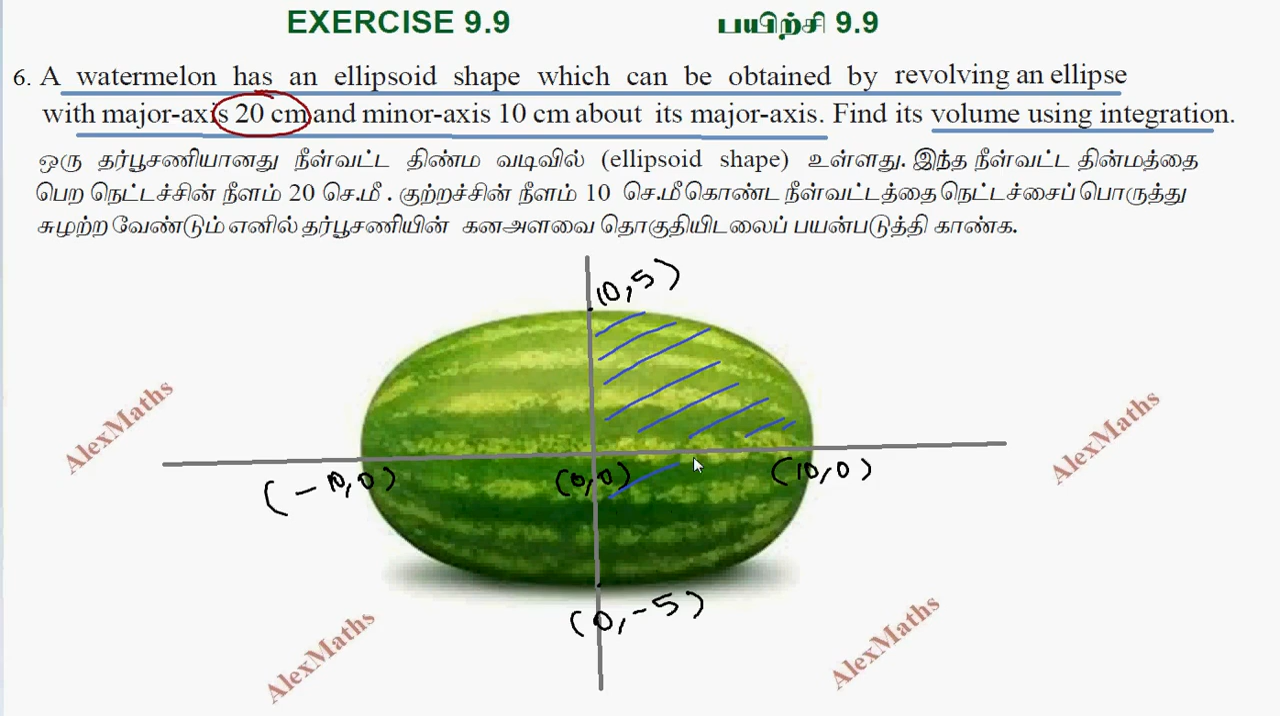 EXERCISE 9.9 பயிற்சி 9.9
6. A watermelon has an ellipsoid shape which can be obtained by revolving an ellipse
with major-axis 20 cm and minor-axis 10 cm about its major-axis. Find its volume using integration.
ஒரு தர்பூசணியானது நீள்வட்ட திண்ம வடிவில் (ellipsoid shape) உள்ளது. இந்த நீள்வட்ட தின்மத்தை
பெற நெட்டச்சின் நீளம் 20 செ.மீ . குற்றச்சின் நீளம் 10 செ.மீ கொண்ட நீள்வட்டத்தை நெட்டச்சைப் பொருத்து
சுழற்ற வேண்டும் எனில் தர்பூசணியின் கனஅளவை தொகுதியிடலைப் பயன்படுத்தி காண்க.
(0,5)
AlexMaths
AlexMaths
(-10,0) (0,0) (10,0)
(0,-5)
AlexMaths
AlexMaths